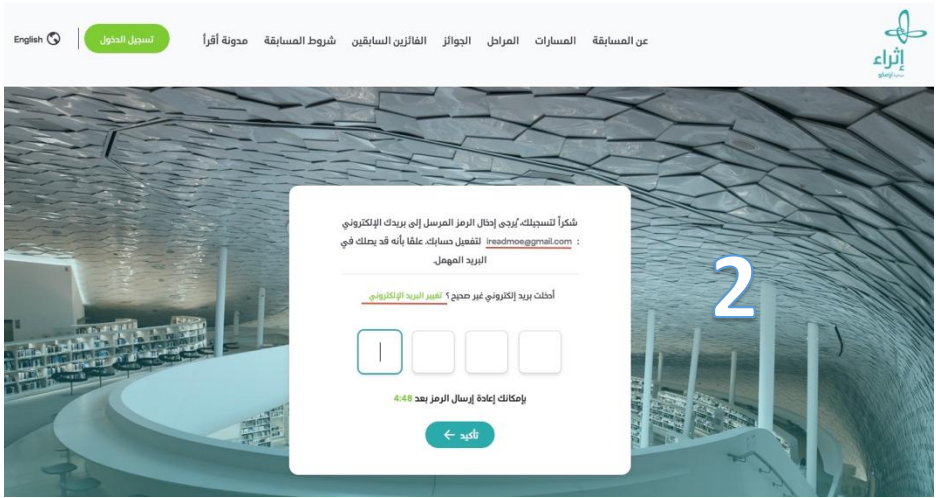 إثراء
عن المسابقة المسارات المراحل الجوائز الفائزين السابقين شروط المسابقة مدونة أقرأ
تسجيل الدخول
English
شكراً لتسجيلك، يُرجى إدخال الرمز المرسل إلى بريدك الإلكتروني
: ireadmoe@gmail.com لتفعيل حسابك. علمًا بأنه قد يصلك في
البريد المهمل.
أدخلت بريد إلكتروني غير صحيح؟ تغيير البريد الإلكتروني
بإمكانك إعادة إرسال الرمز بعد 4:48
تأكيد
2